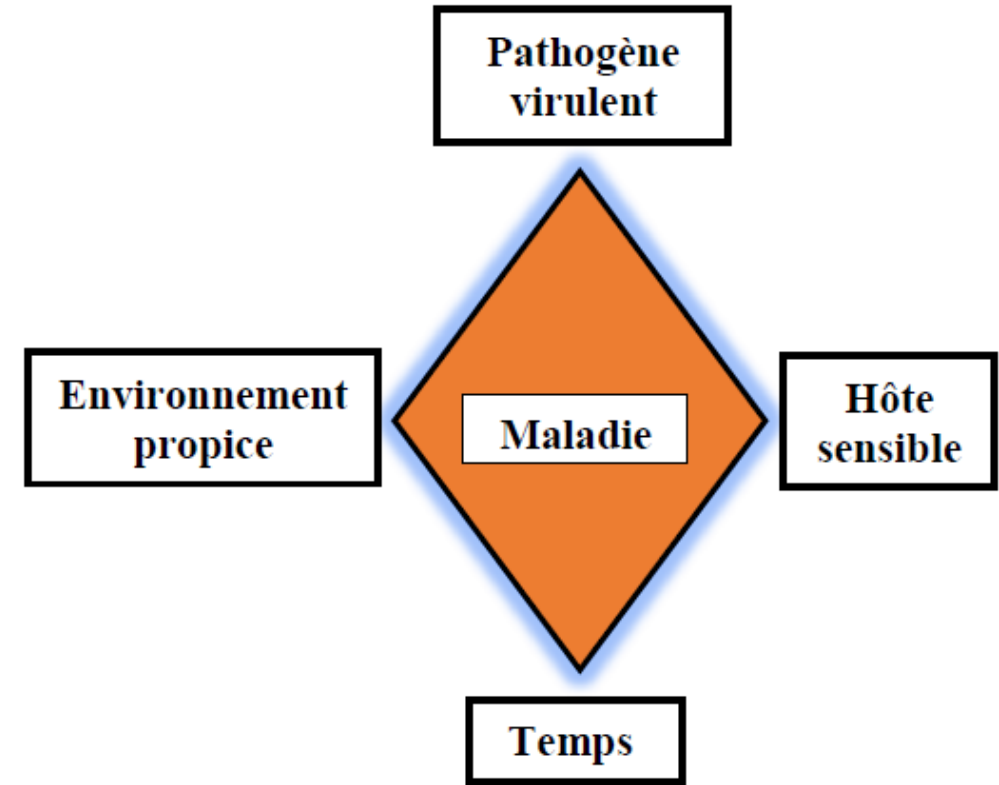 Pathogène
virulent
Environnement
propice
Maladie
Hôte
sensible
Temps